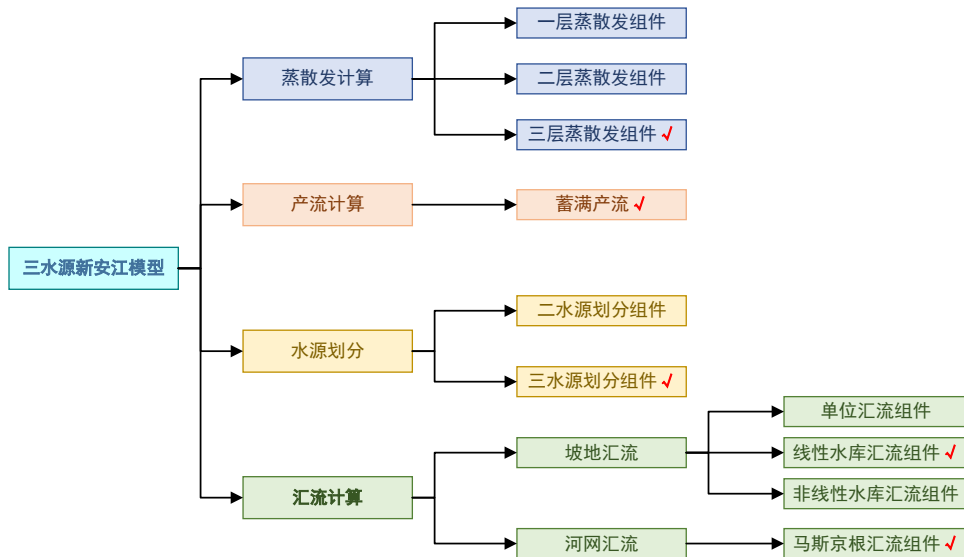 一层蒸散发组件
蒸散发计算
二层蒸散发组件
三层蒸散发组件 √
产流计算
蓄满产流 √
三水源新安江模型
二水源划分组件
水源划分
三水源划分组件 √
单位汇流组件
坡地汇流
线性水库汇流组件 √
汇流计算
非线性水库汇流组件
河网汇流
马斯京根汇流组件 √